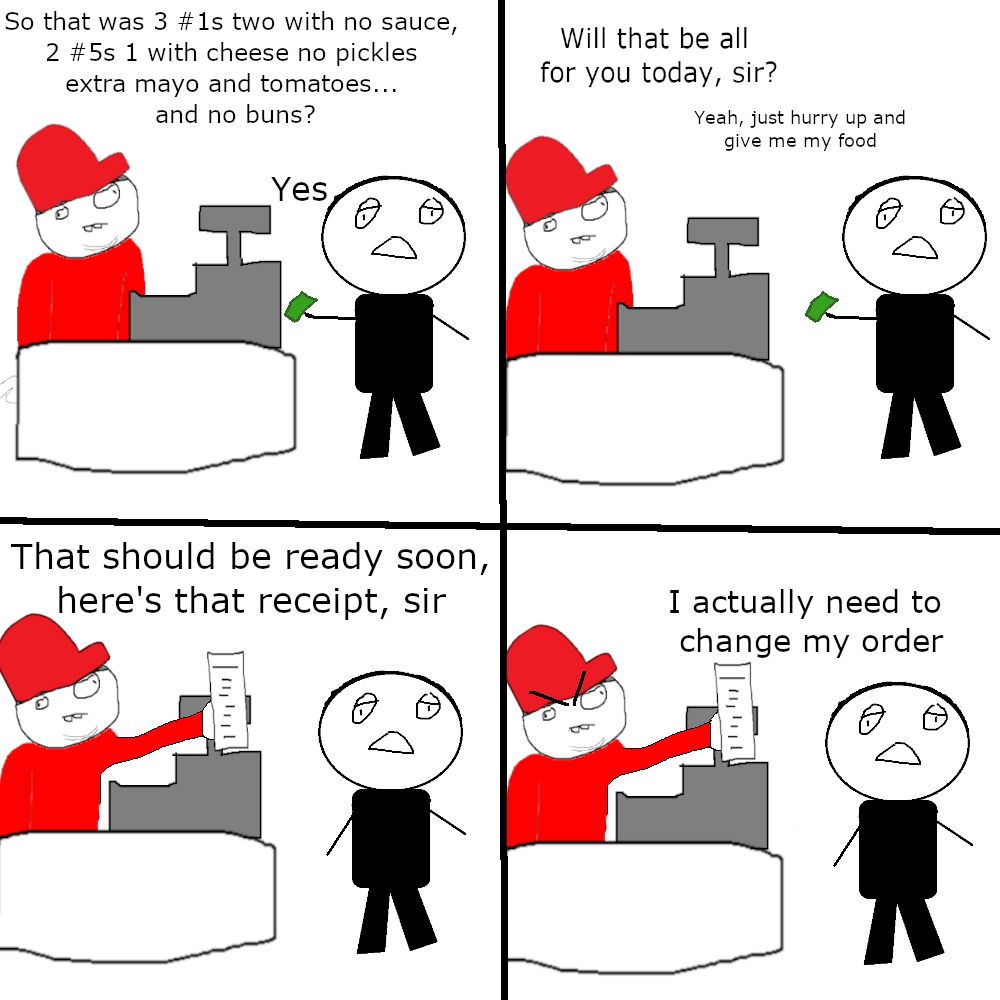 So that was 3 #1s two with no sauce,
2 #5s 1 with cheese no pickles
extra mayo and tomatoes...
and no buns?
Yes
Will that be all
for you today, sir?
Yeah, just hurry up and
give me my food
That should be ready soon,
here's that receipt, sir
I actually need to
change my order